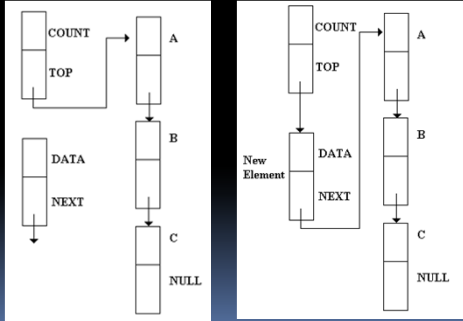 COUNT
TOP
A
B
DATA
NEXT
C
NULL
COUNT
TOP
A
B
New
Element
DATA
NEXT
C
NULL